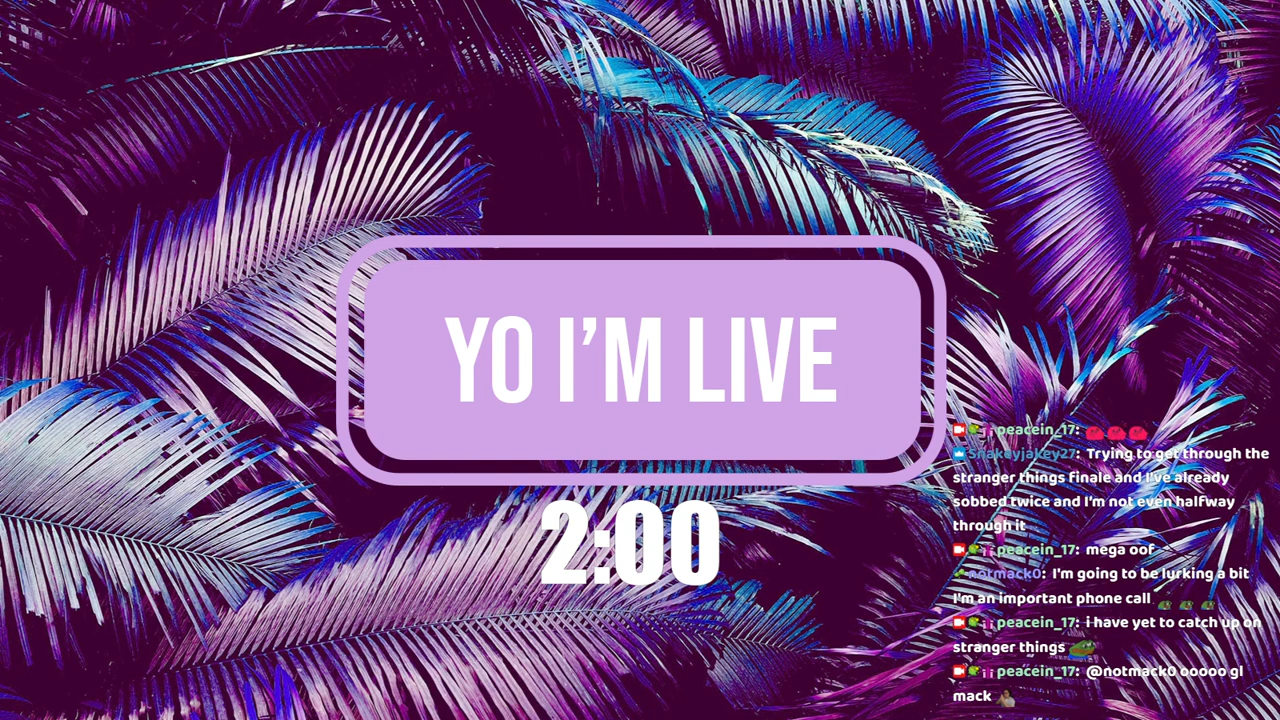 YO I’M LIVE
2:00
peacein_17:
Snakeyjakey27: Trying to get through the
stranger things finale and I've already
sobbed twice and I'm not even halfway
through it
peacein_17: mega oof
notmack0: I'm going to be lurking a bit
I'm an important phone call
peacein_17: i have yet to catch up on
stranger things
peacein_17: @notmack0 ooooo gl
mack